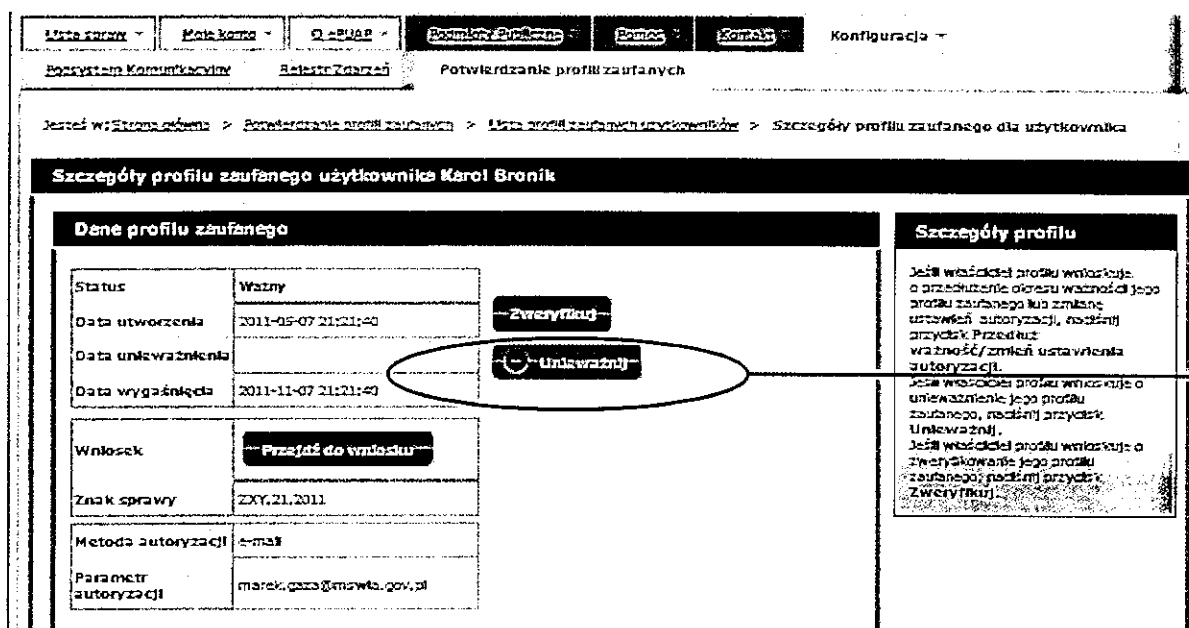 Lista spraw Moje konto O ePUAP Podmioty Publiczne Pomoc Kontakt Konfiguracja
Podsystem Komunikacyjny Rejestr Zdarzeń Potwierdzanie profili zaufanych
Jesteś w: Strona główna > Potwierdzanie profili zaufanych > Lista profili zaufanych użytkowników > Szczegóły profilu zaufanego dla użytkownika
Szczegóły profilu zaufanego użytkownika Karol Bronik
Dane profilu zaufanego
Status Ważny
Data utworzenia 2011-05-07 21:21:40
Data unieważnienia
Data wygaśnięcia 2011-11-07 21:21:40
Zweryfikuj
Unieważnij
Wniosek Przejdź do wniosku
Znak sprawy ZXY.21.2011
Metoda autoryzacji e-mail
Parametr
autoryzacji marek.gaza@mswia.gov.pl
Szczegóły profilu
Jeśli właściciel profilu wnioskuje
o przedłużenie okresu ważności jego
profilu zaufanego lub zmianę
ustawień autoryzacji, naciśnij
przycisk Przedłuż
ważność/zmień ustawienia
autoryzacji.
Jeśli właściciel profilu wnioskuje o
unieważnienie jego profilu
zaufanego, naciśnij przycisk
Unieważnij.
Jeśli właściciel profilu wnioskuje o
zweryfikowanie jego profilu
zaufanego, naciśnij przycisk
Zweryfikuj.